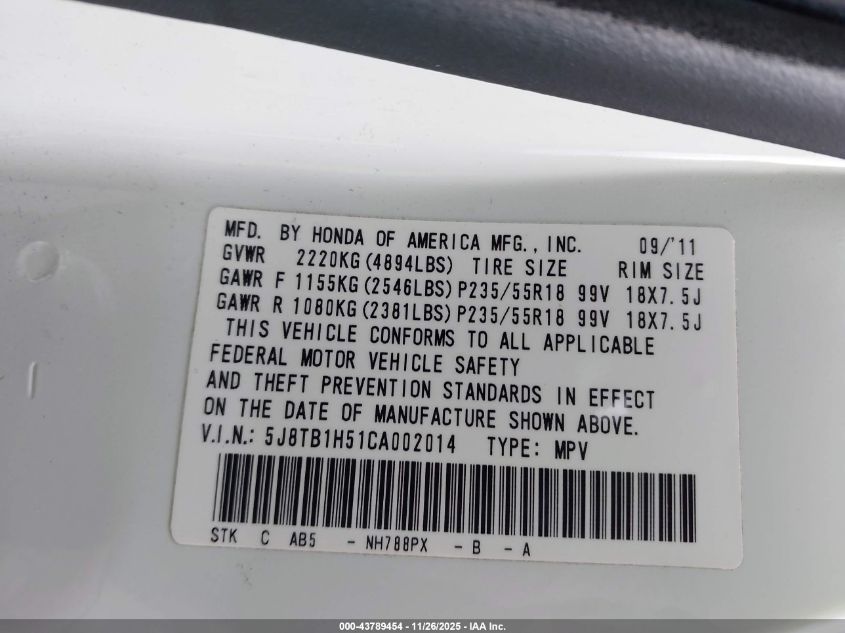 MFD. BY HONDA OF AMERICA MFG., INC. 09/'11
GVWR 2220KG(4894LBS) TIRE SIZE RIM SIZE
GAWR F 1155KG(2546LBS) P235/55R18 99V 18X7.5J
GAWR R 1080KG(2381LBS) P235/55R18 99V 18X7.5J
THIS VEHICLE CONFORMS TO ALL APPLICABLE
FEDERAL MOTOR VEHICLE SAFETY
AND THEFT PREVENTION STANDARDS IN EFFECT
ON THE DATE OF MANUFACTURE SHOWN ABOVE.
V.I.N.: 5J8TB1H51CA002014 TYPE: MPV
STK C AB5 - NH788PX - B - A
000-43789454 - 11/26/2025 - IAA Inc.